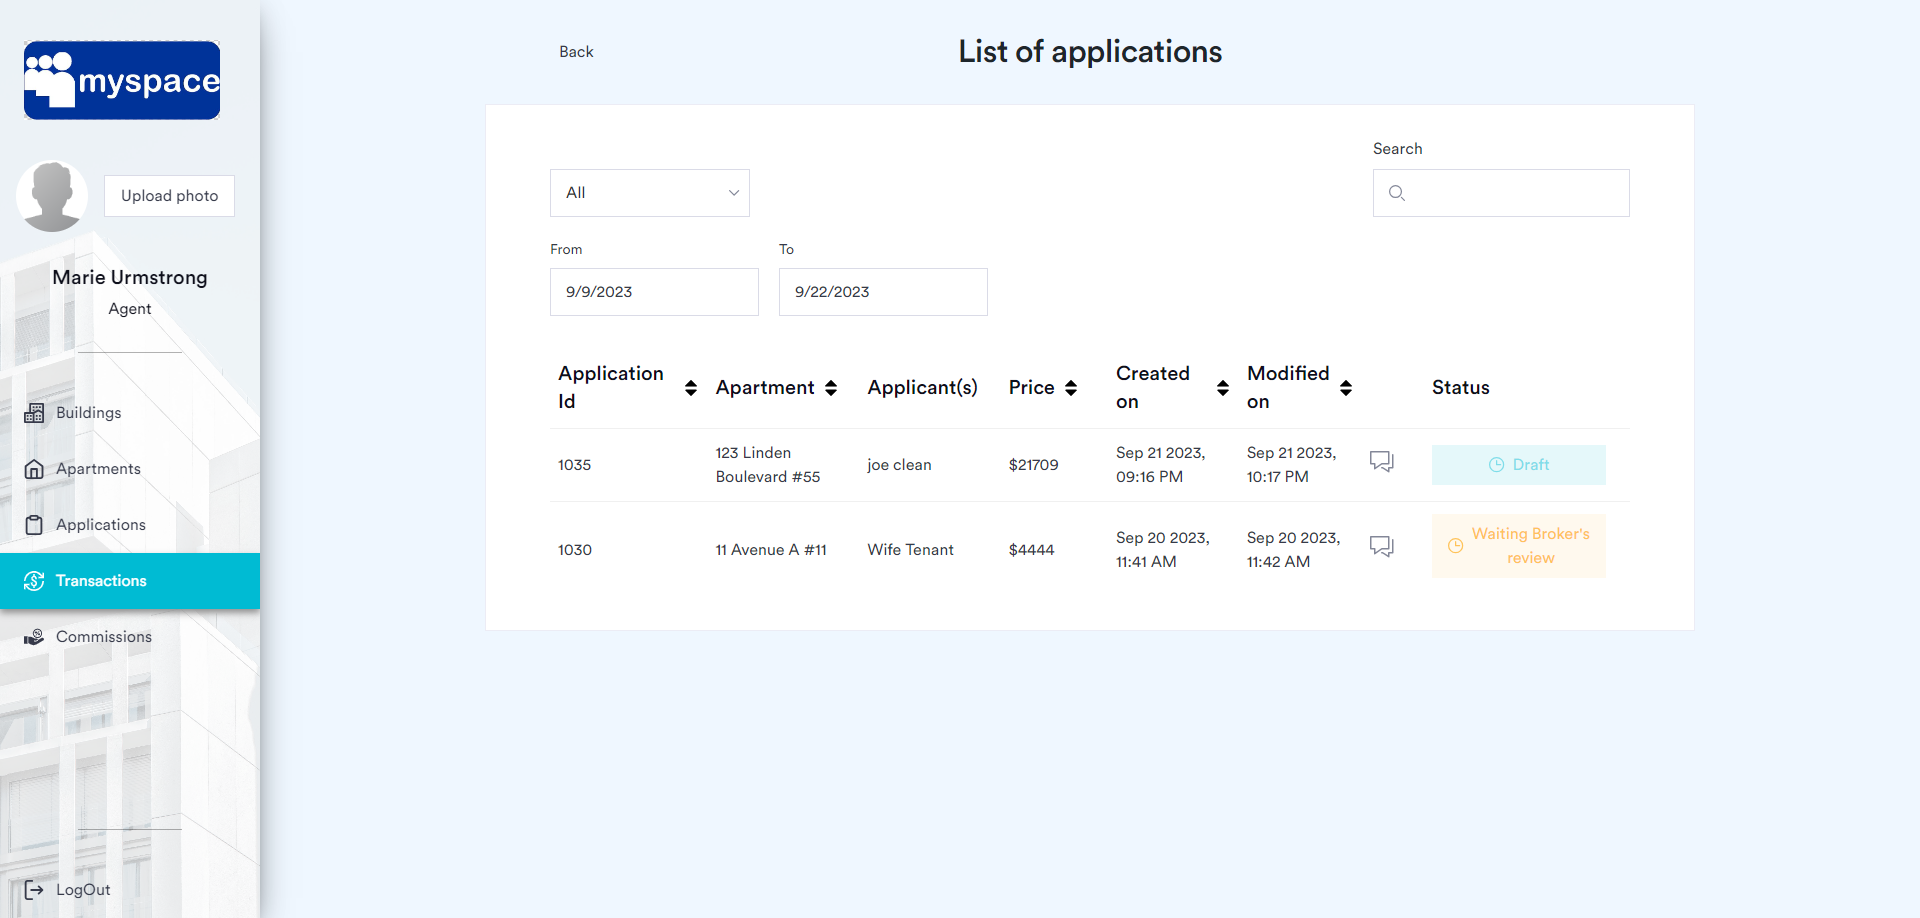 myspace
Upload photo
Marie Urmstrong
Agent
Buildings
Apartments
Applications
Transactions
Commissions
LogOut
Back
List of applications
Search
All
From
To
9/9/2023
9/22/2023
Application Id
Apartment
Applicant(s)
Price
Created on
Modified on
Status
1035
123 Linden
Boulevard #55
joe clean
$21709
Sep 21 2023,
09:16 PM
Sep 21 2023,
10:17 PM
Draft
1030
11 Avenue A #11
Wife Tenant
$4444
Sep 20 2023,
11:41 AM
Sep 20 2023,
11:42 AM
Waiting Broker's
review